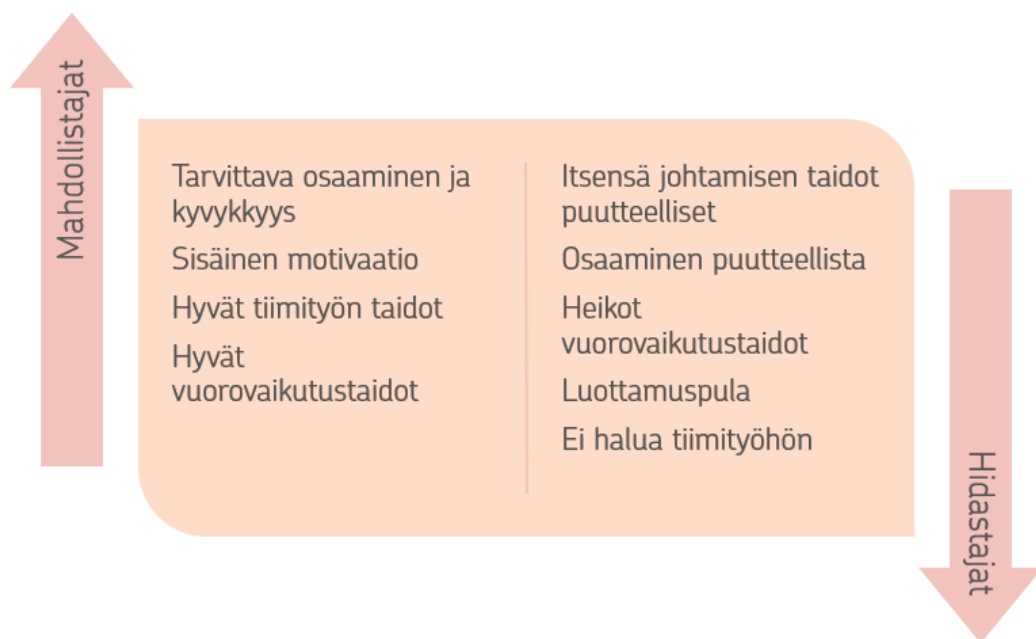 Mahdollistajat
Tarvittava osaaminen ja
kyvykkyys
Sisäinen motivaatio
Hyvät tiimityön taidot
Hyvät
vuorovaikutustaidot
Itsensä johtamisen taidot
puutteelliset
Osaaminen puutteellista
Heikot
vuorovaikutustaidot
Luottamuspula
Ei halua tiimityöhön
Hidastajat